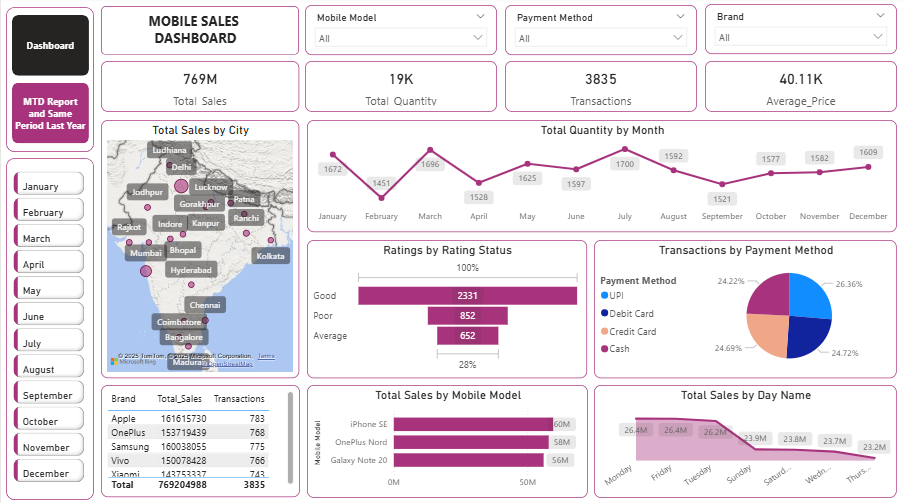 Dashboard
MTD Report
and Same
Period Last Year
January
February
March
April
May
June
July
August
September
October
November
December
MOBILE SALES
DASHBOARD
Mobile Model
All
Payment Method
All
Brand
All
769M
Total_Sales
19K
Total_Quantity
3835
Transactions
40.11K
Average_Price
Total Sales by City
Ludhiana
Delhi
Jodhpur
Lucknow
Gorakhpur
Patna
Ranchi
Rajkot
Indore
Kanpur
Mumbai
Bhopal
Kolkata
Hyderabad
Chennai
Coimbatore
Bangalore
Madurai
© 2025 TomTom, © 2025 Microsoft Corporation, Terms
Microsoft Bing
© OpenStreetMap
Total Quantity by Month
1672
1451
1696
1528
1625
1597
1700
1592
1521
1577
1582
1609
January
February
March
April
May
June
July
August
September
October
November
December
Ratings by Rating Status
100%
Good
2331
Poor
852
Average
652
28%
Transactions by Payment Method
Payment Method
UPI
Debit Card
Credit Card
Cash
24.22%
26.36%
24.69%
24.72%
Brand Total_Sales Transactions
Apple 161615730 783
OnePlus 153719439 768
Samsung 160038055 775
Vivo 150078428 766
Xiaomi 143753337 743
Total 769204988 3835
Total Sales by Mobile Model
Mobile Model
iPhone SE
60M
OnePlus Nord
58M
Galaxy Note 20
56M
0M
50M
Total Sales by Day Name
26.4M
26.4M
26.2M
23.9M
23.8M
23.7M
23.2M
Monday
Friday
Tuesday
Sunday
Saturd...
Wedn...
Thurs...